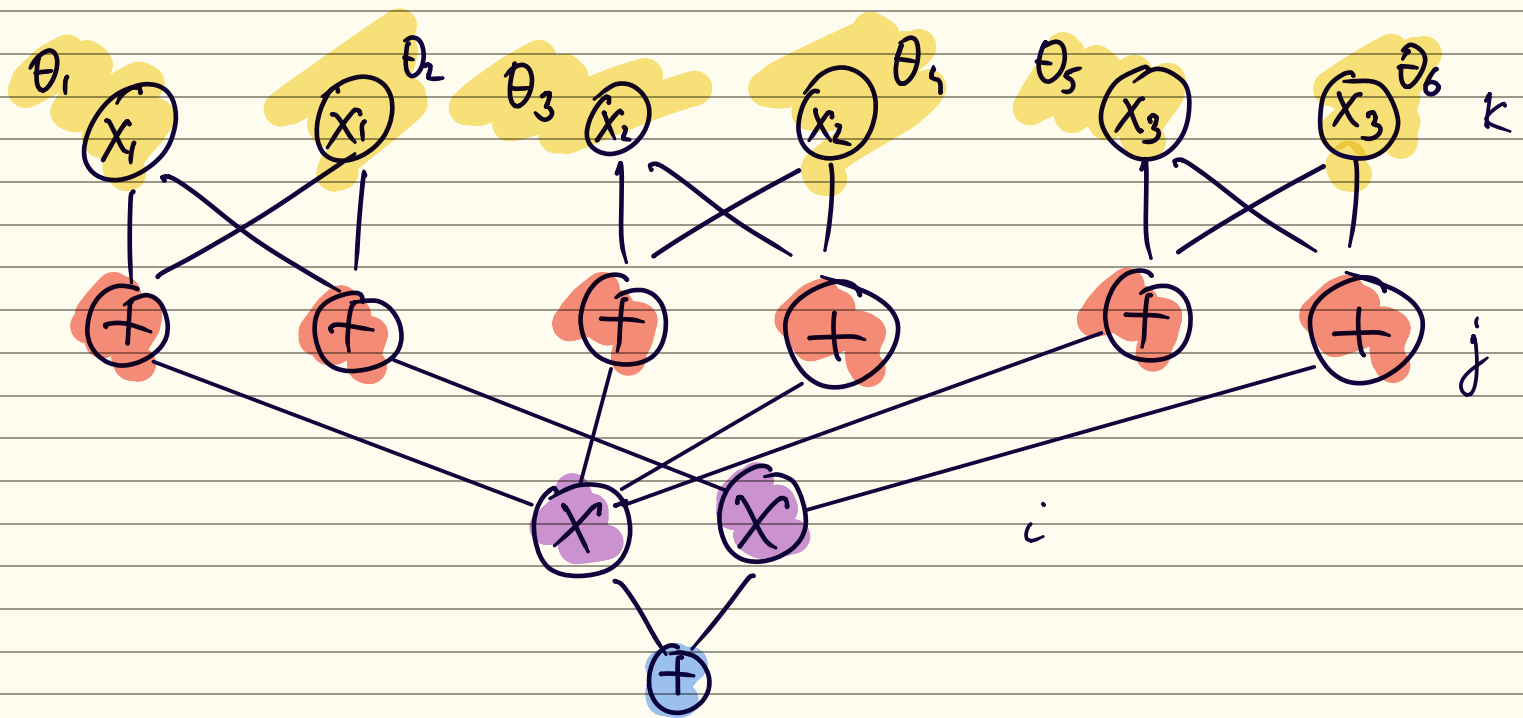 θ₁ θ₂ θ₃ θ₄ θ₅ θ₆
X₁ X₁ X₂ X₂ X₃ X₃ K
+ + + + + + j
X X i
+